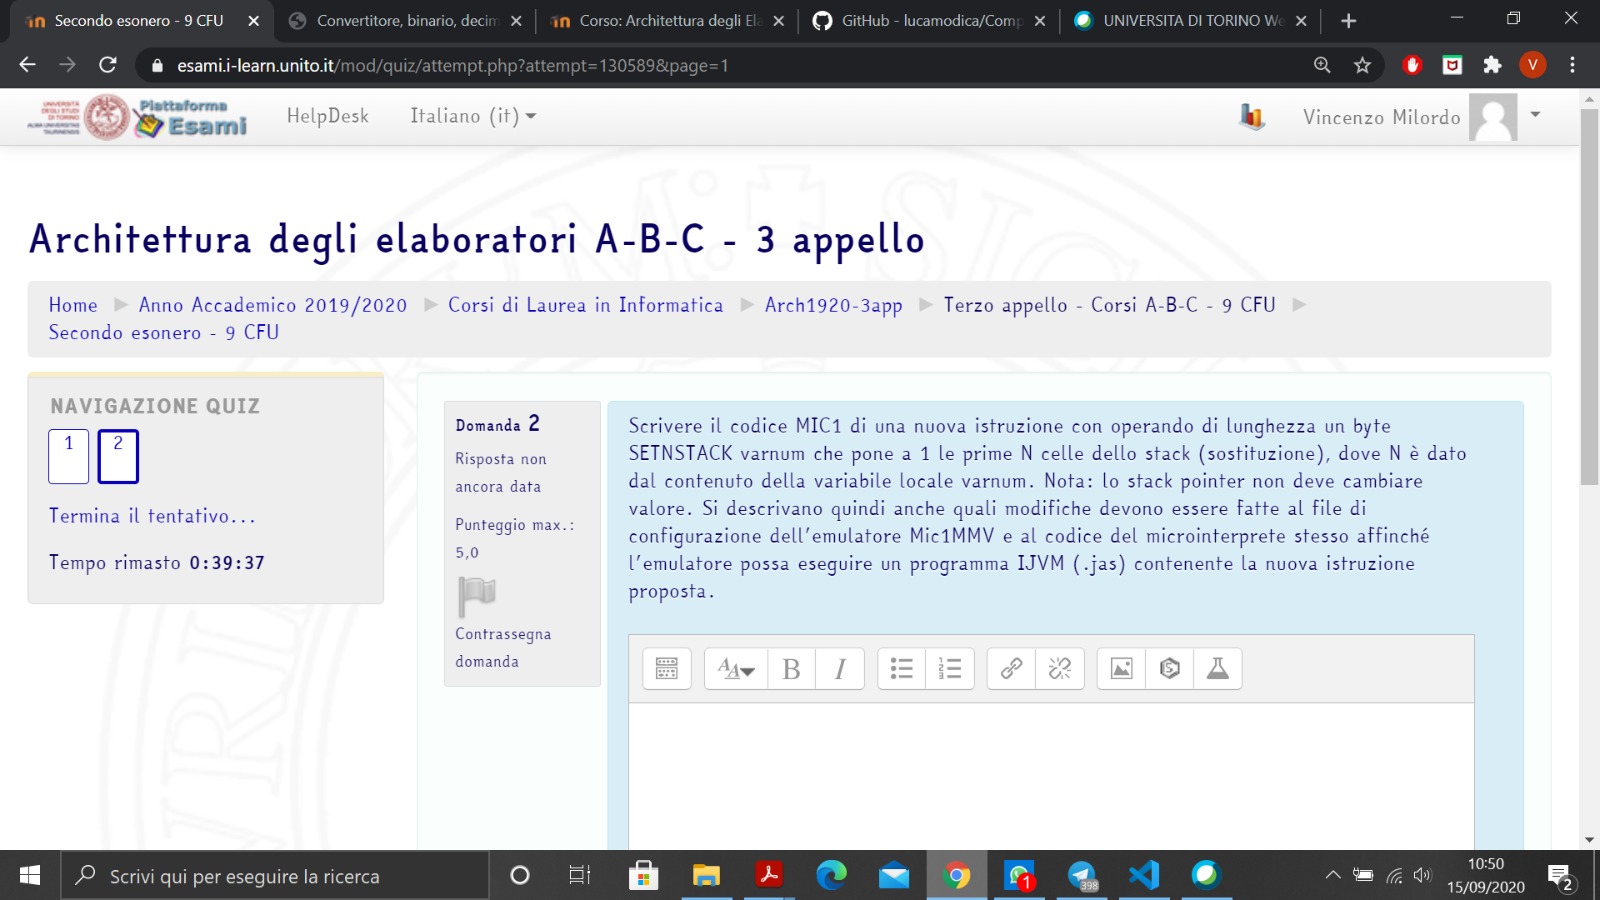 Secondo esonero - 9 CFU
Convertitore, binario, decim
Corso: Architettura degli Ela
GitHub - lucamodica/Comp
UNIVERSITA DI TORINO We
esami.i-learn.unito.it/mod/quiz/attempt.php?attempt=130589&page=1
V
UNIVERSITÀ DEGLI STUDI DI TORINO
Piattaforma
Esami
HelpDesk
Italiano (it)
Vincenzo Milordo
Architettura degli elaboratori A-B-C - 3 appello
Home ▶ Anno Accademico 2019/2020 ▶ Corsi di Laurea in Informatica ▶ Arch1920-3app ▶ Terzo appello - Corsi A-B-C - 9 CFU ▶
Secondo esonero - 9 CFU
NAVIGAZIONE QUIZ
1 2
Termina il tentativo...
Tempo rimasto 0:39:37
Domanda 2
Risposta non
ancora data
Punteggio max.:
5,0
Contrassegna
domanda
Scrivere il codice MIC1 di una nuova istruzione con operando di lunghezza un byte
SETNSTACK varnum che pone a 1 le prime N celle dello stack (sostituzione), dove N è dato
dal contenuto della variabile locale varnum. Nota: lo stack pointer non deve cambiare
valore. Si descrivano quindi anche quali modifiche devono essere fatte al file di
configurazione dell'emulatore Mic1MMV e al codice del microinterprete stesso affinché
l'emulatore possa eseguire un programma IJVM (.jas) contenente la nuova istruzione
proposta.
B I
Scrivi qui per eseguire la ricerca
1
398
10:50
15/09/2020
2